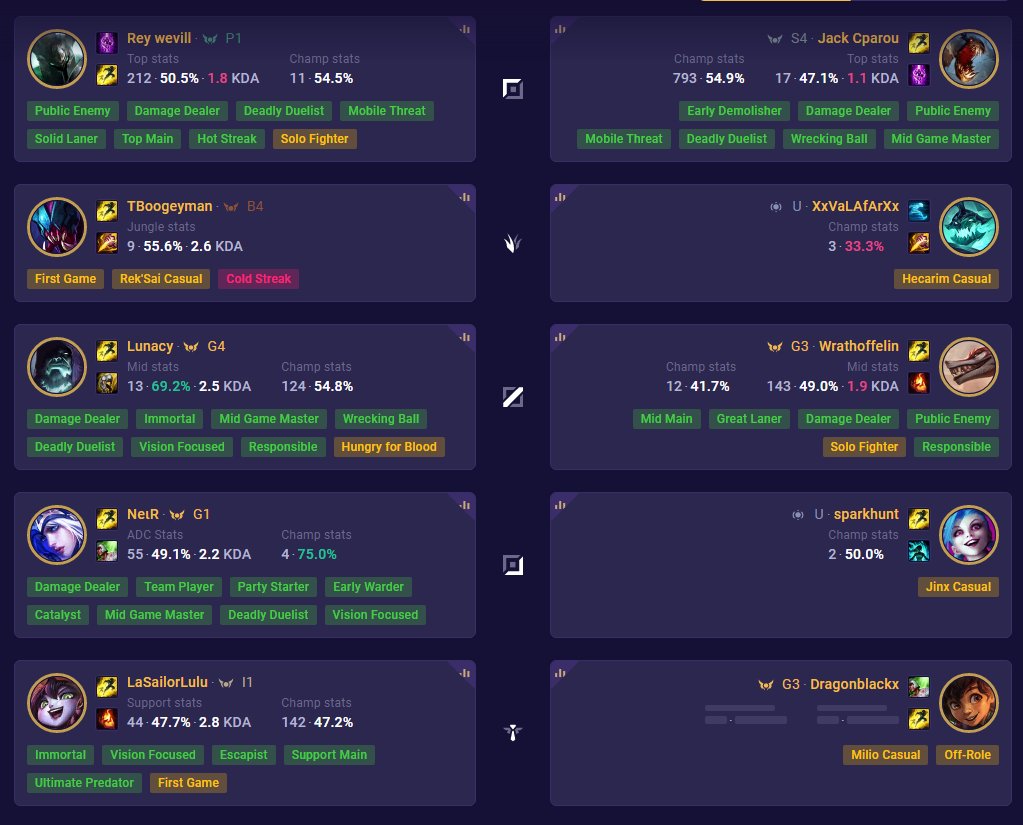 Rey wevill · P1
Top stats Champ stats
212 · 50.5% · 1.8 KDA 11 · 54.5%
Public Enemy Damage Dealer Deadly Duelist Mobile Threat
Solid Laner Top Main Hot Streak Solo Fighter
S4 · Jack Cparou
Champ stats Top stats
793 · 54.9% 17 · 47.1% · 1.1 KDA
Early Demolisher Damage Dealer Public Enemy
Mobile Threat Deadly Duelist Wrecking Ball Mid Game Master
TBoogeyman · B4
Jungle stats
9 · 55.6% · 2.6 KDA
First Game Rek'Sai Casual Cold Streak
U · XxVaLAfArXx
Champ stats
3 · 33.3%
Hecarim Casual
Lunacy · G4
Mid stats Champ stats
13 · 69.2% · 2.5 KDA 124 · 54.8%
Damage Dealer Immortal Mid Game Master Wrecking Ball
Deadly Duelist Vision Focused Responsible Hungry for Blood
G3 · Wrathoffelin
Champ stats Mid stats
12 · 41.7% 143 · 49.0% · 1.9 KDA
Mid Main Great Laner Damage Dealer Public Enemy
Solo Fighter Responsible
NeιR · G1
ADC Stats Champ stats
55 · 49.1% · 2.2 KDA 4 · 75.0%
Damage Dealer Team Player Party Starter Early Warder
Catalyst Mid Game Master Deadly Duelist Vision Focused
U · sparkhunt
Champ stats
2 · 50.0%
Jinx Casual
LaSailorLulu · I1
Support stats Champ stats
44 · 47.7% · 2.8 KDA 142 · 47.2%
Immortal Vision Focused Escapist Support Main
Ultimate Predator First Game
G3 · Dragonblackx
Milio Casual Off-Role